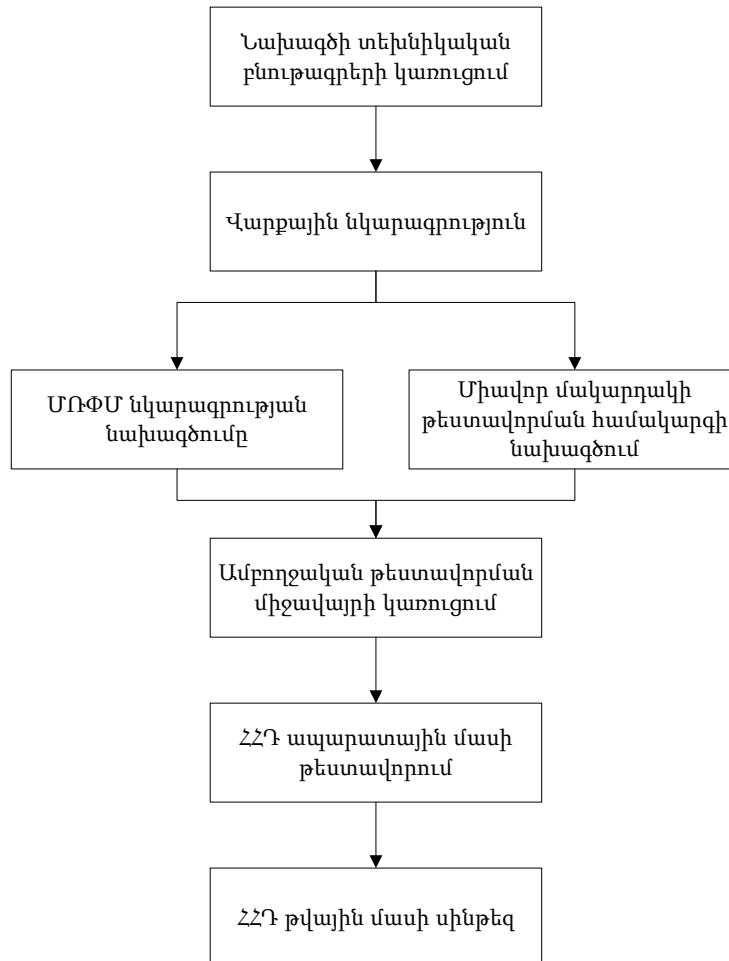 Նախագծի տեխնիկական
բնութագրերի կառուցում
Վարքային նկարագրություն
ՄՌՓՄ նկարագրության
նախագծումը
Միավոր մակարդակի
թեստավորման համակարգի
նախագծում
Ամբողջական թեստավորման
միջավայրի կառուցում
ՀՀԴ ապարատային մասի
թեստավորում
ՀՀԴ թվային մասի սինթեզ